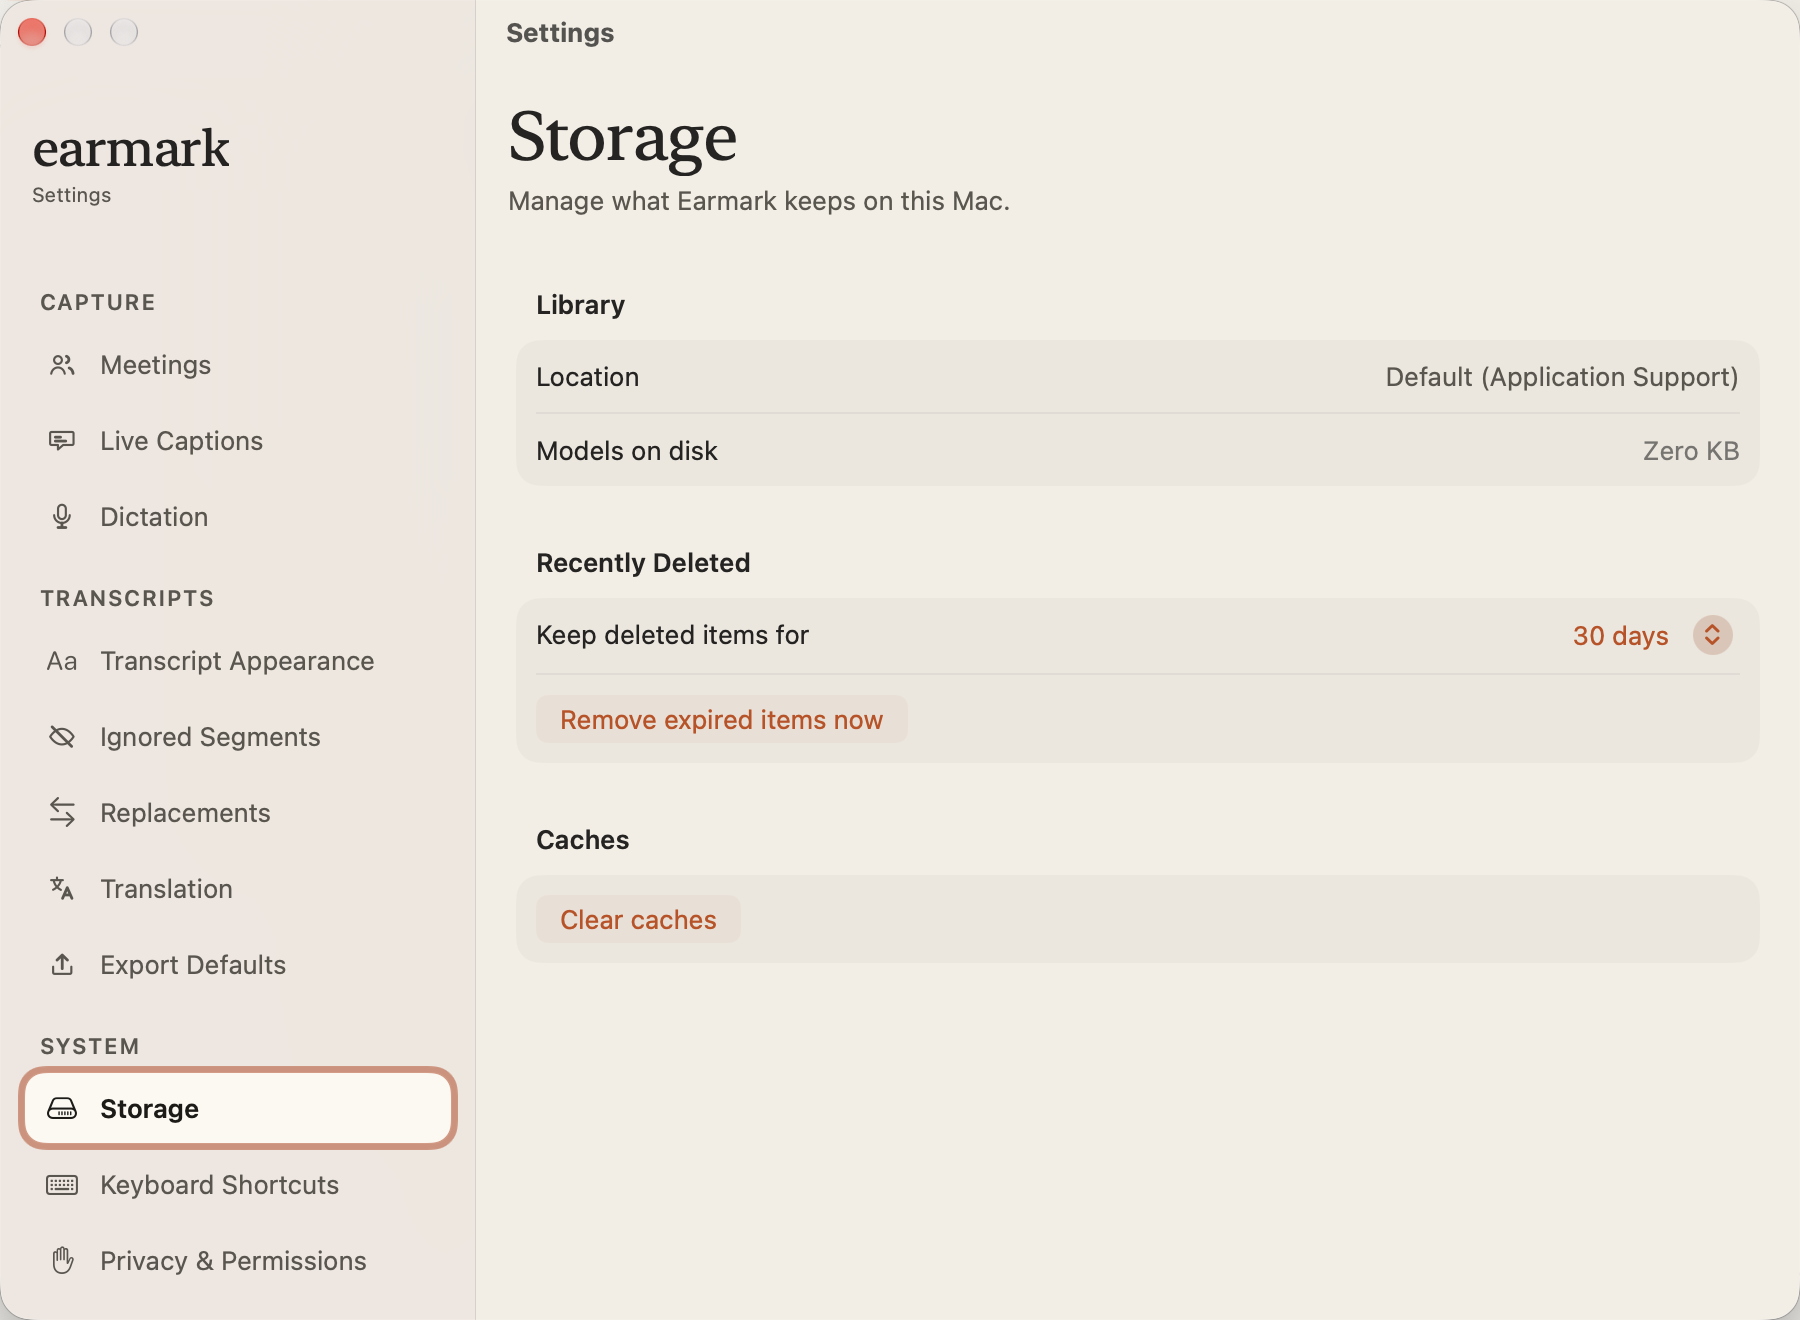 Settings
earmark
Settings
CAPTURE
Meetings
Live Captions
Dictation
TRANSCRIPTS
Aa Transcript Appearance
Ignored Segments
Replacements
Translation
Export Defaults
SYSTEM
Storage
Keyboard Shortcuts
Privacy & Permissions
Storage
Manage what Earmark keeps on this Mac.
Library
Location Default (Application Support)
Models on disk Zero KB
Recently Deleted
Keep deleted items for 30 days
Remove expired items now
Caches
Clear caches